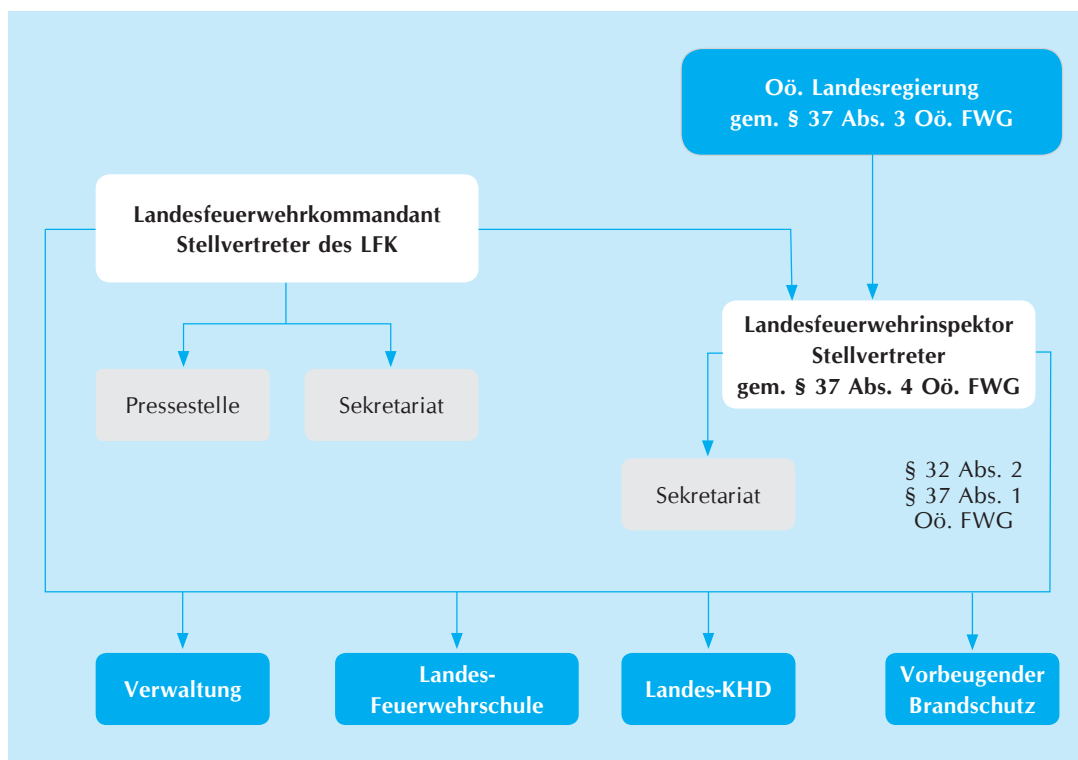 Oö. Landesregierung
gem. § 37 Abs. 3 Oö. FWG
Landesfeuerwehrkommandant
Stellvertreter des LFK
Landesfeuerwehrinspektor
Stellvertreter
gem. § 37 Abs. 4 Oö. FWG
Pressestelle
Sekretariat
Sekretariat
§ 32 Abs. 2
§ 37 Abs. 1
Oö. FWG
Verwaltung
Landes-
Feuerwehrschule
Landes-KHD
Vorbeugender
Brandschutz